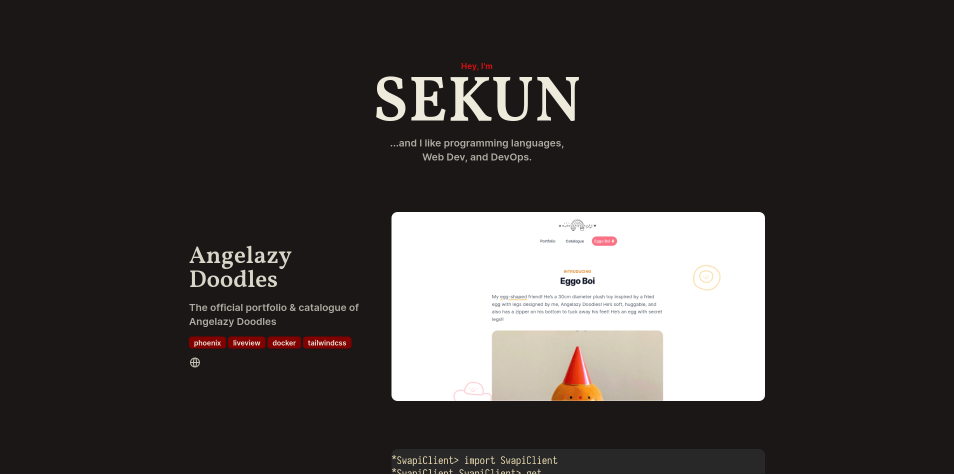 Hey, I'm
SEKUN
...and I like programming languages,
Web Dev, and DevOps.
Angelazy
Doodles
The official portfolio & catalogue of
Angelazy Doodles
phoenix liveview docker tailwindcss
Portfolio Catalogue Eggo Boi
INTRODUCING
Eggo Boi
My egg-shaped friend! He's a 30cm diameter plush toy inspired by a fried
egg with legs designed by me, Angelazy Doodles! He's soft, huggable, and
also has a zipper on his bottom to tuck away his feet! He's an egg with secret
legs!!
*SwapiClient> import SwapiClient
*SwapiClient SwapiClient> get